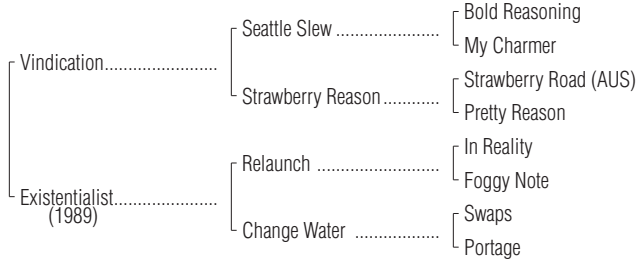 Bold Reasoning
Seattle Slew ......................
My Charmer
Vindication........................
Strawberry Road (AUS)
Strawberry Reason ............
Pretty Reason
In Reality
Relaunch ..........................
Foggy Note
Existentialist......................
(1989)
Swaps
Change Water ..................
Portage